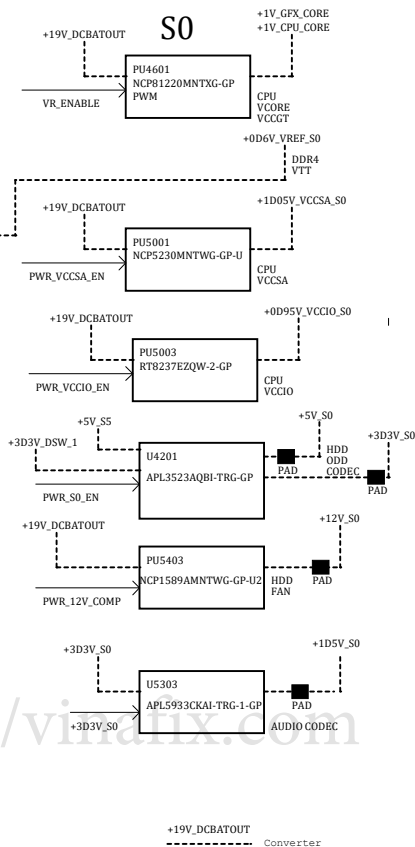 S0
+1V_GFX_CORE
+1V_CPU_CORE
+19V_DCBATOUT
PU4601
NCP81220MNTXG-GP
PWM
VR_ENABLE
CPU
VCORE
VCCGT
+0D6V_VREF_S0
DDR4
VTT
+19V_DCBATOUT
+1D05V_VCCSA_S0
PU5001
NCP5230MNTWG-GP-U
PWR_VCCSA_EN
CPU
VCCSA
+19V_DCBATOUT
+0D95V_VCCIO_S0
PU5003
RT8237EZQW-2-GP
PWR_VCCIO_EN
CPU
VCCIO
+5V_S5
+5V_S0
+3D3V_DSW_1
+3D3V_S0
U4201
APL3523AQBI-TRG-GP
HDD
ODD
CODEC
PAD
PAD
PWR_S0_EN
+12V_S0
+19V_DCBATOUT
PU5403
NCP1589AMNTWG-GP-U2
HDD
FAN
PAD
PWR_12V_COMP
+3D3V_S0
+1D5V_S0
U5303
APL5933CKAI-TRG-1-GP
PAD
+3D3V_S0
AUDIO CODEC
/vinafix.com
+19V_DCBATOUT
Converter